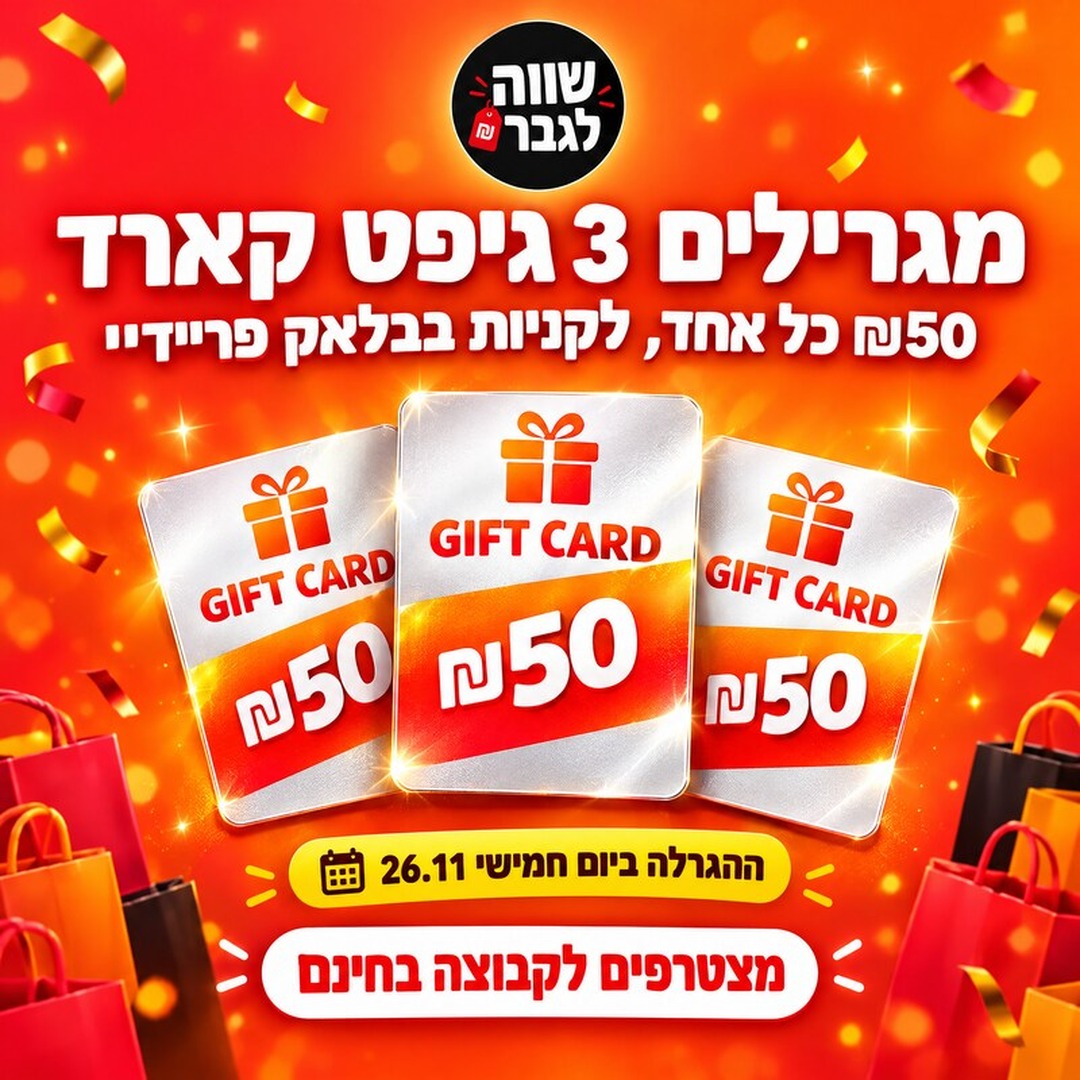 שווה
לגבר
₪
מגרילים 3 גיפט קארד
₪50 כל אחד, לקניות בבלאק פריידיי
GIFT CARD
₪50
GIFT CARD
₪50
GIFT CARD
₪50
ההגרלה ביום חמישי 26.11
מצטרפים לקבוצה בחינם